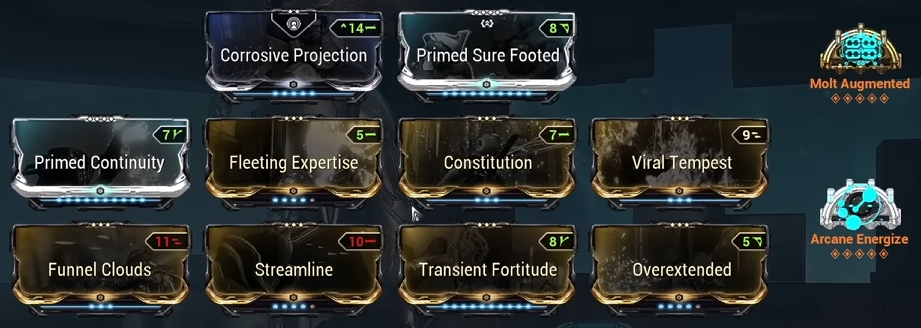 14
Corrosive Projection
8
Primed Sure Footed
Molt Augmented
7
Primed Continuity
5
Fleeting Expertise
7
Constitution
9
Viral Tempest
Arcane Energize
11
Funnel Clouds
10
Streamline
8
Transient Fortitude
5
Overextended